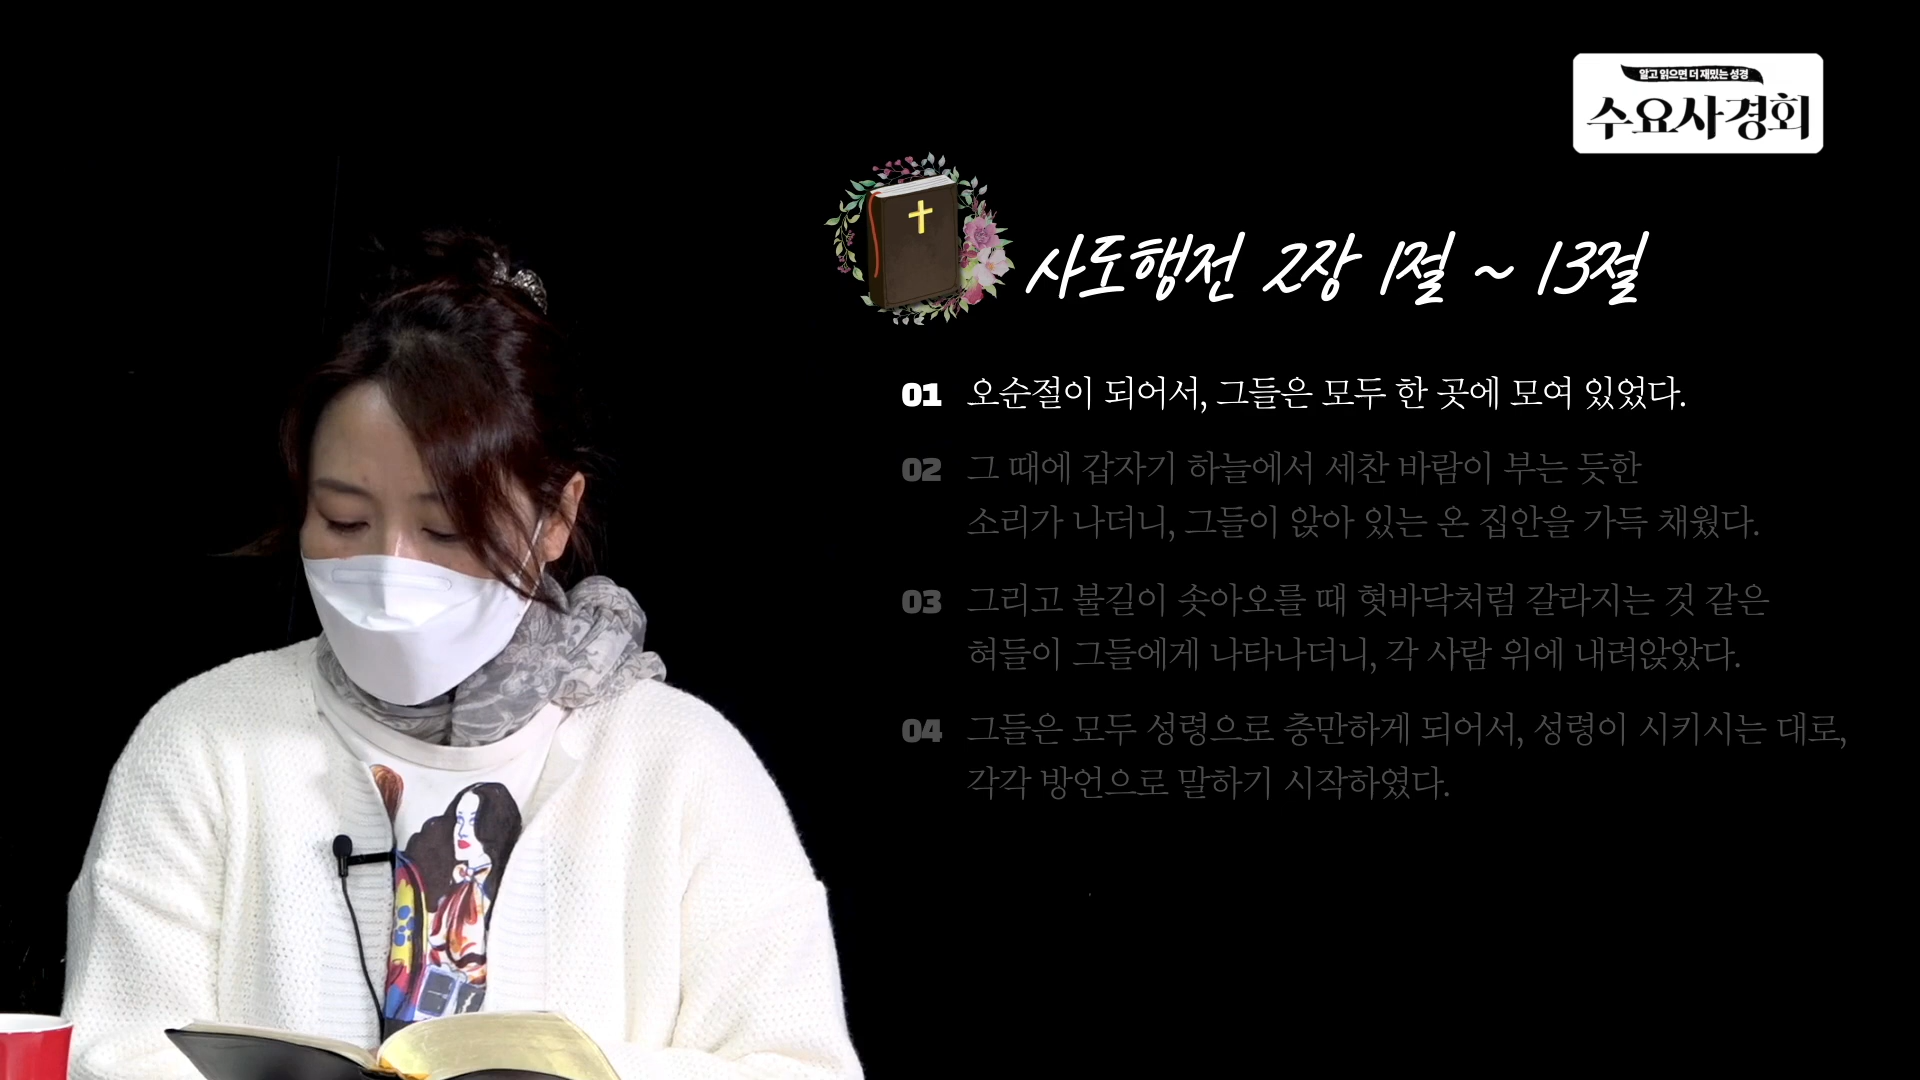 알고 읽으면 더 재밌는 성경
수요사경회
사도행전 2장 1절 ~ 13절
01 오순절이 되어서, 그들은 모두 한 곳에 모여 있었다.
02 그 때에 갑자기 하늘에서 세찬 바람이 부는 듯한
소리가 나더니, 그들이 앉아 있는 온 집안을 가득 채웠다.
03 그리고 불길이 솟아오를 때 혓바닥처럼 갈라지는 것 같은
혀들이 그들에게 나타나더니, 각 사람 위에 내려앉았다.
04 그들은 모두 성령으로 충만하게 되어서, 성령이 시키시는 대로,
각각 방언으로 말하기 시작하였다.